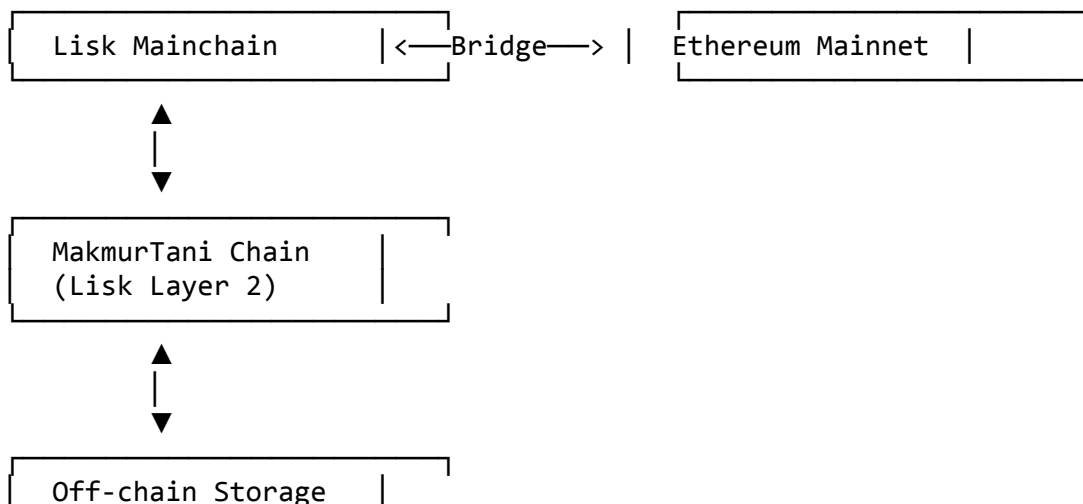 Lisk Mainchain <——Bridge——> Ethereum Mainnet
MakmurTani Chain
(Lisk Layer 2)
Off-chain Storage